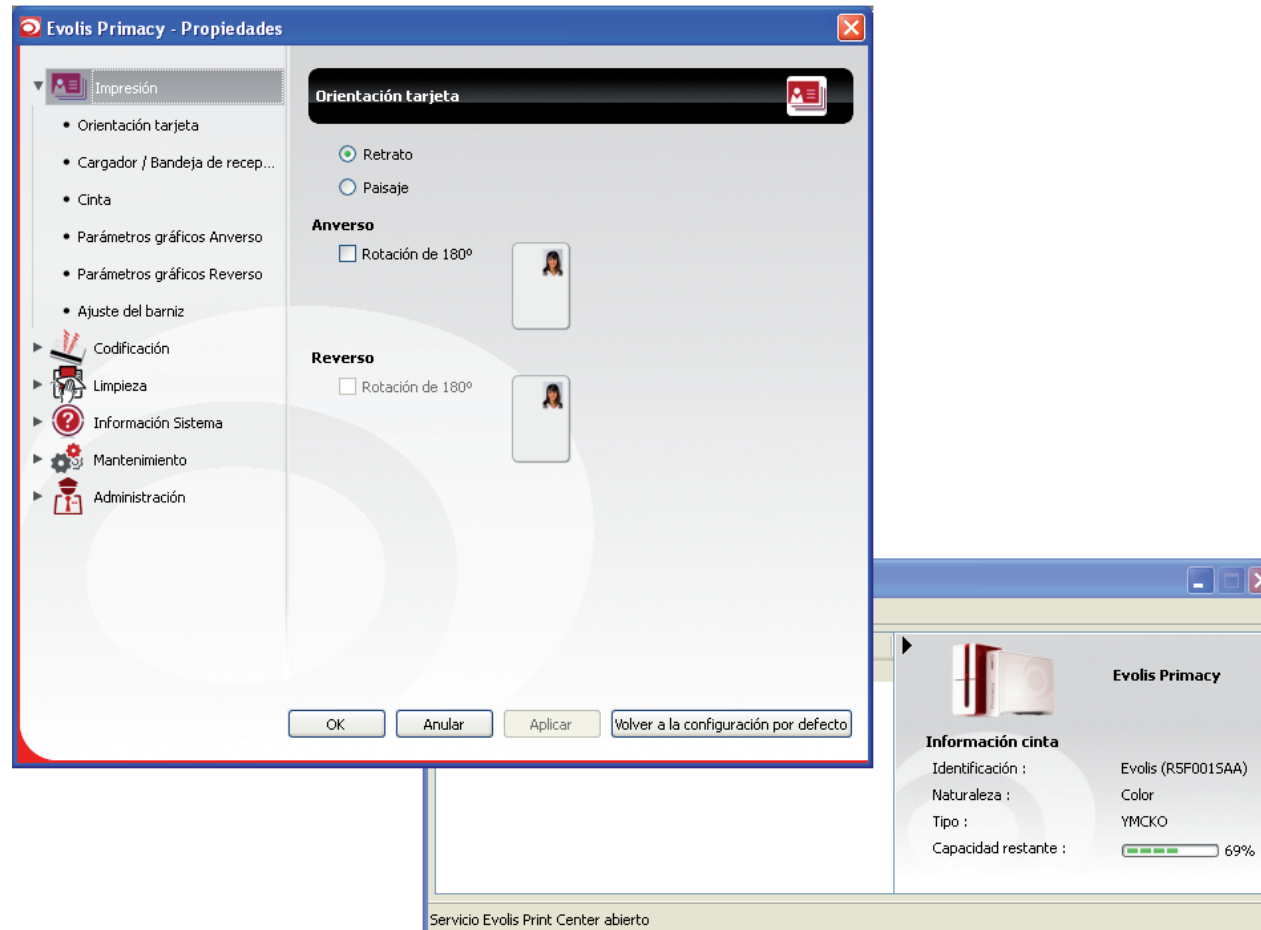 Evolis Primacy - Propiedades
Impresión
Orientación tarjeta
Cargador / Bandeja de recep...
Cinta
Parámetros gráficos Anverso
Parámetros gráficos Reverso
Ajuste del barniz
Codificación
Limpieza
Información Sistema
Mantenimiento
Administración
Orientación tarjeta
Retrato
Paisaje
Anverso
Rotación de 180º
Reverso
Rotación de 180º
OK Anular Aplicar Volver a la configuración por defecto
Evolis Primacy
Información cinta
Identificación : Evolis (R5F001SAA)
Naturaleza : Color
Tipo : YMCKO
Capacidad restante : 69%
Servicio Evolis Print Center abierto